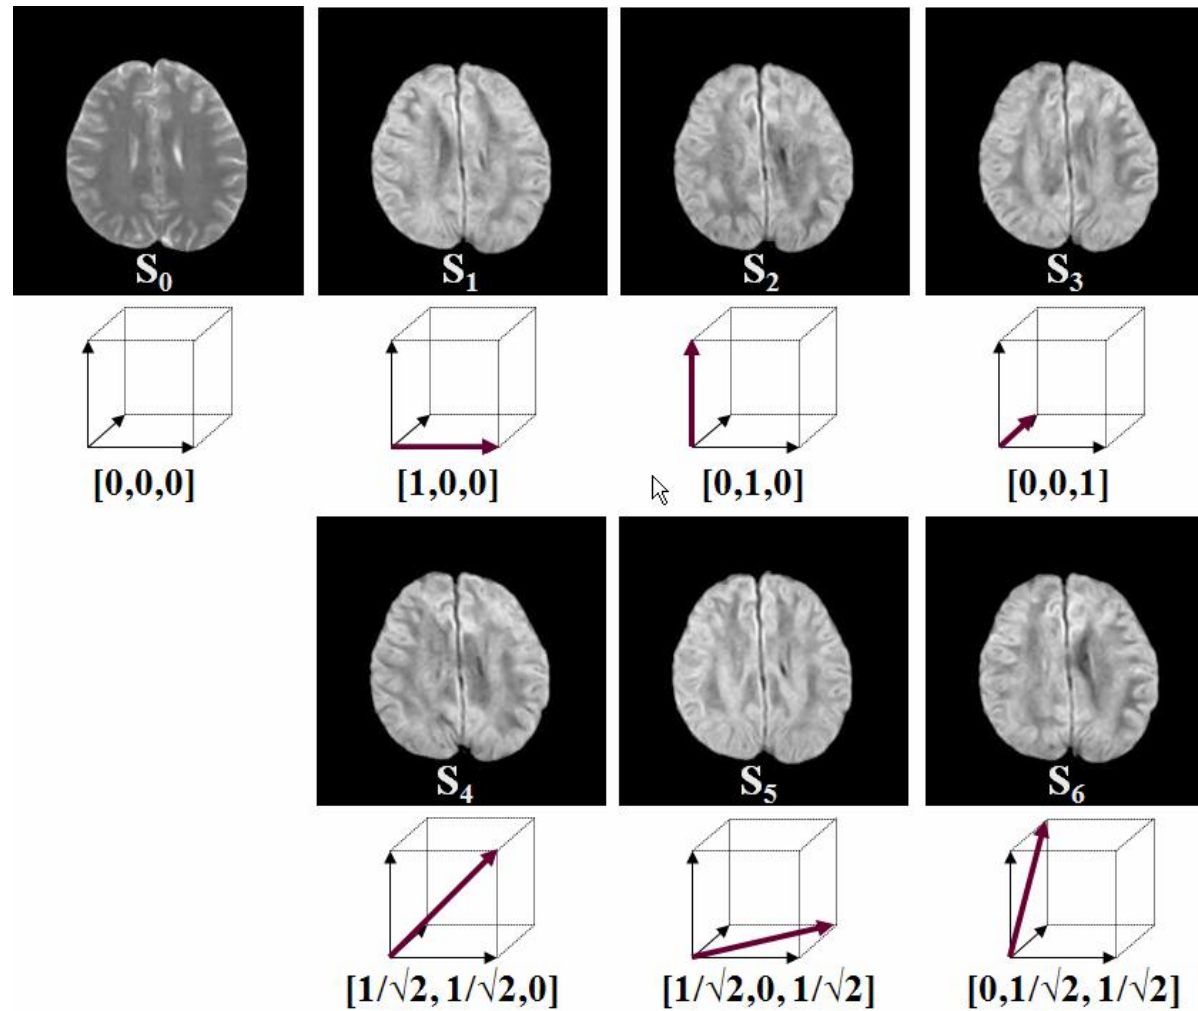 S₀ S₁ S₂ S₃
[0,0,0] [1,0,0] [0,1,0] [0,0,1]
S₄ S₅ S₆
[1/√2, 1/√2,0] [1/√2,0, 1/√2] [0,1/√2, 1/√2]